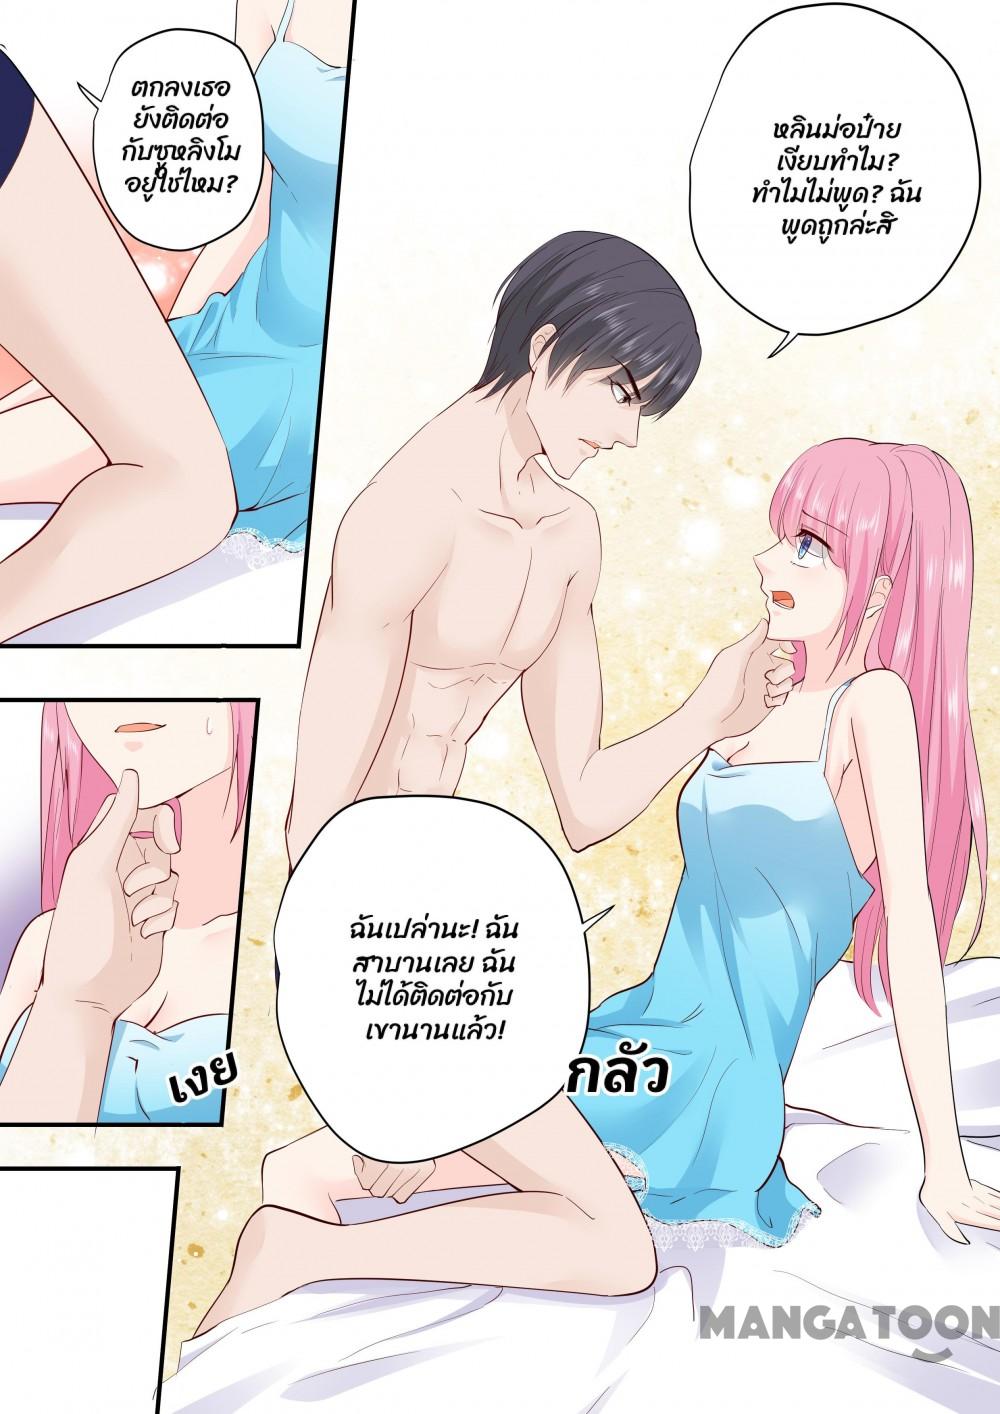 ตกลงเธอ
ยังติดต่อ
กับซูหลิงโม
อยู่ใช่ไหม?
หลินม่อป๋าย
เงียบทำไม?
ทำไมไม่พูด? ฉัน
พูดถูกล่ะสิ
เงย
ฉันเปล่านะ! ฉัน
สาบานเลย ฉัน
ไม่ได้ติดต่อกับ
เขานานแล้ว!
กลัว
MANGATOON